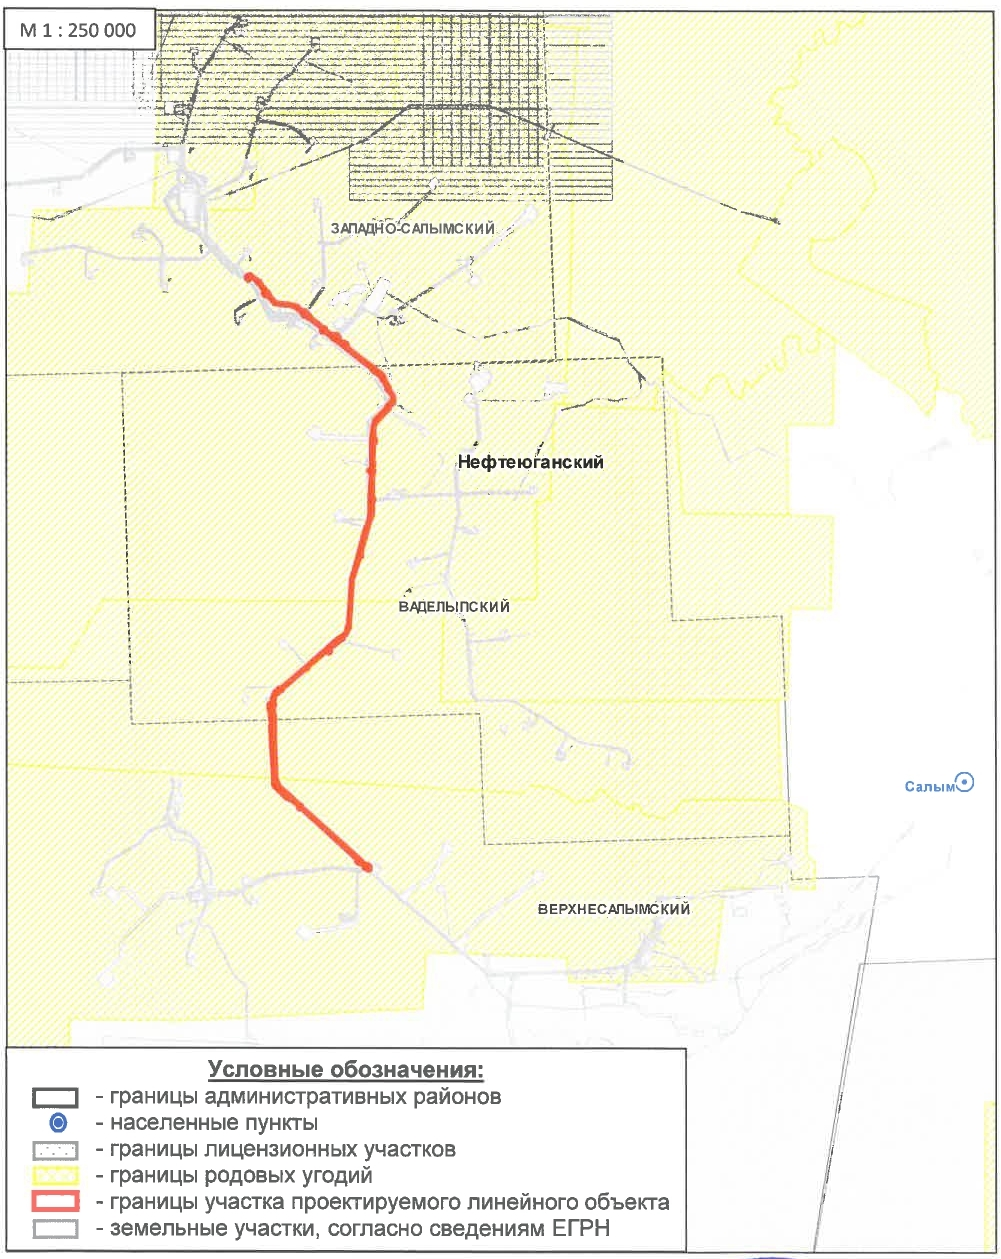 М 1 : 250 000
ЗАПАДНО-САЛЫМСКИЙ
Нефтеюганский
ВАДЕЛЫПСКИЙ
Салым
ВЕРХНЕСАЛЫМСКИЙ
Условные обозначения:
- границы административных районов
- населенные пункты
- границы лицензионных участков
- границы родовых угодий
- границы участка проектируемого линейного объекта
- земельные участки, согласно сведениям ЕГРН